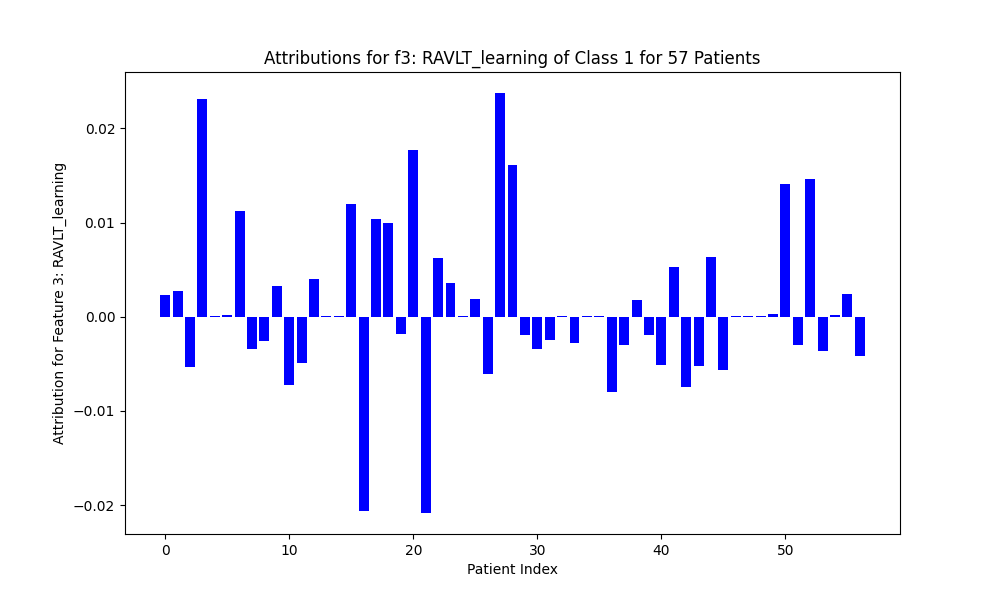 Attributions for f3: RAVLT_learning of Class 1 for 57 Patients
Attribution for Feature 3: RAVLT_learning
0.02
0.01
0.00
−0.01
−0.02
0 10 20 30 40 50
Patient Index